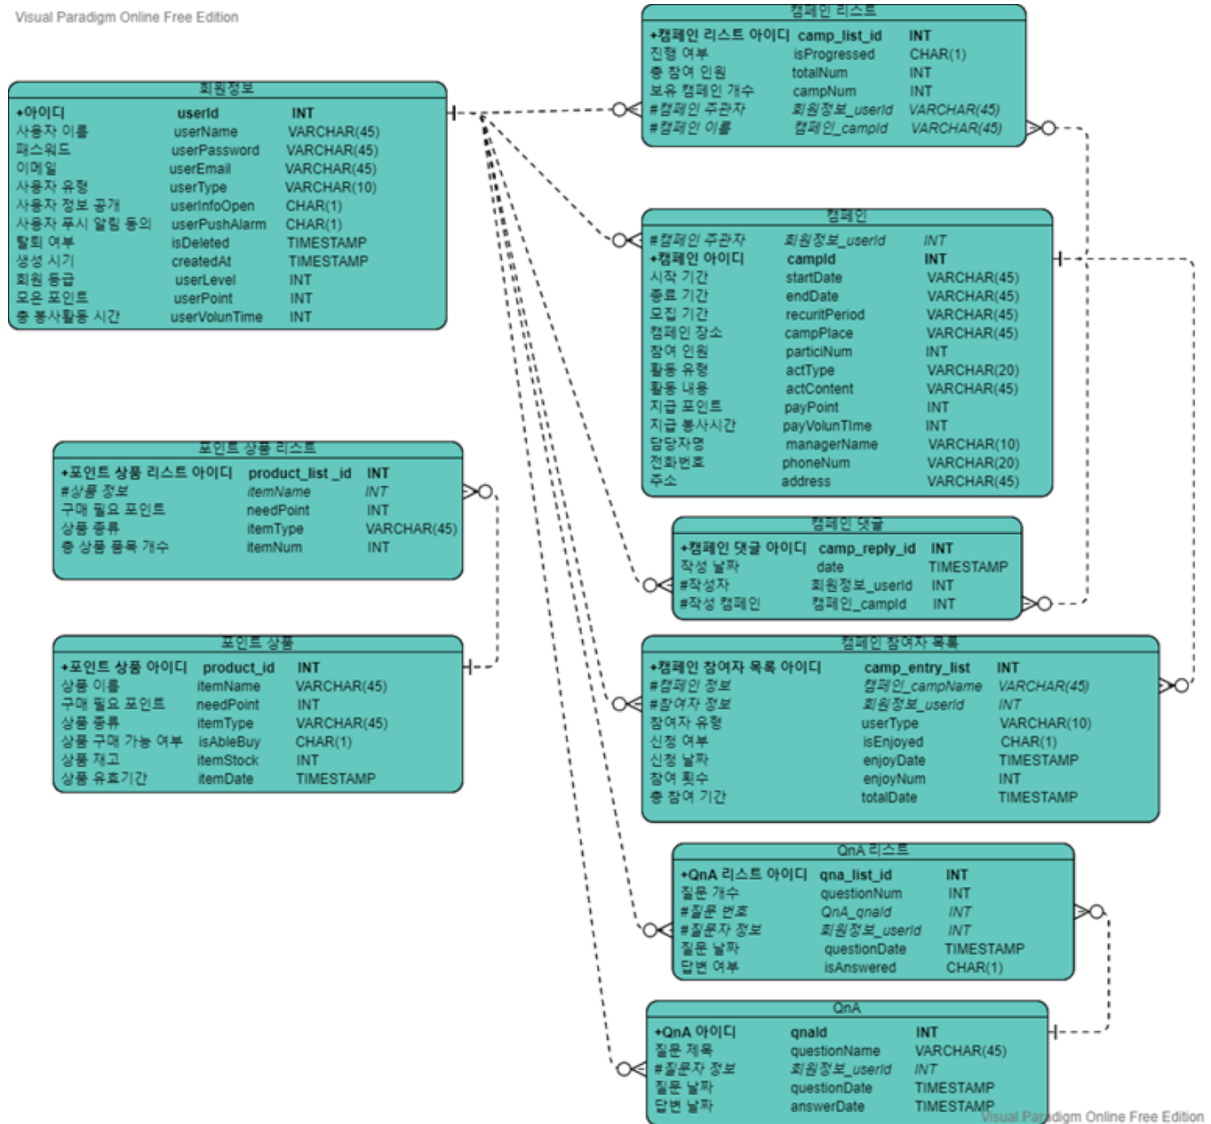 Visual Paradigm Online Free Edition
회원정보
+아이디 userId INT
사용자 이름 userName VARCHAR(45)
패스워드 userPassword VARCHAR(45)
이메일 userEmail VARCHAR(45)
사용자 유형 userType VARCHAR(10)
사용자 정보 공개 userInfoOpen CHAR(1)
사용자 푸시 알림 동의 userPushAlarm CHAR(1)
탈퇴 여부 isDeleted TIMESTAMP
생성 시기 createdAt TIMESTAMP
회원 등급 userLevel INT
모은 포인트 userPoint INT
총 봉사활동 시간 userVolunTime INT
포인트 상품 리스트
+포인트 상품 리스트 아이디 product_list _id INT
#상품 정보 itemName INT
구매 필요 포인트 needPoint INT
상품 종류 itemType VARCHAR(45)
총 상품 품목 개수 itemNum INT
포인트 상품
+포인트 상품 아이디 product_id INT
상품 이름 itemName VARCHAR(45)
구매 필요 포인트 needPoint INT
상품 종류 itemType VARCHAR(45)
상품 구매 가능 여부 isAbleBuy CHAR(1)
상품 재고 itemStock INT
상품 유효기간 itemDate TIMESTAMP
캠페인 리스트
+캠페인 리스트 아이디 camp_list_id INT
진행 여부 isProgressed CHAR(1)
총 참여 인원 totalNum INT
보유 캠페인 개수 campNum INT
#캠페인 주관자 회원정보_userId VARCHAR(45)
#캠페인 이름 캠페인_campId VARCHAR(45)
캠페인
#캠페인 주관자 회원정보_userId INT
+캠페인 아이디 campId INT
시작 기간 startDate VARCHAR(45)
종료 기간 endDate VARCHAR(45)
모집 기간 recuritPeriod VARCHAR(45)
캠페인 장소 campPlace VARCHAR(45)
참여 인원 particiNum INT
활동 유형 actType VARCHAR(20)
활동 내용 actContent VARCHAR(45)
지급 포인트 payPoint INT
지급 봉사시간 payVolunTIme INT
담당자명 managerName VARCHAR(10)
전화번호 phoneNum VARCHAR(20)
주소 address VARCHAR(45)
캠페인 댓글
+캠페인 댓글 아이디 camp_reply_id INT
작성 날짜 date TIMESTAMP
#작성자 회원정보_userId INT
#작성 캠페인 캠페인_campId INT
캠페인 참여자 목록
+캠페인 참여자 목록 아이디 camp_entry_list INT
#캠페인 정보 캠페인_campName VARCHAR(45)
#참여자 정보 회원정보_userId INT
참여자 유형 userType VARCHAR(10)
신청 여부 isEnjoyed CHAR(1)
신청 날짜 enjoyDate TIMESTAMP
참여 횟수 enjoyNum INT
총 참여 기간 totalDate TIMESTAMP
QnA 리스트
+QnA 리스트 아이디 qna_list_id INT
질문 개수 questionNum INT
#질문 번호 QnA_qnaId INT
#질문자 정보 회원정보_userId INT
질문 날짜 questionDate TIMESTAMP
답변 여부 isAnswered CHAR(1)
QnA
+QnA 아이디 qnaId INT
질문 제목 questionName VARCHAR(45)
#질문자 정보 회원정보_userId INT
질문 날짜 questionDate TIMESTAMP
답변 날짜 answerDate TIMESTAMP
Visual Paradigm Online Free Edition